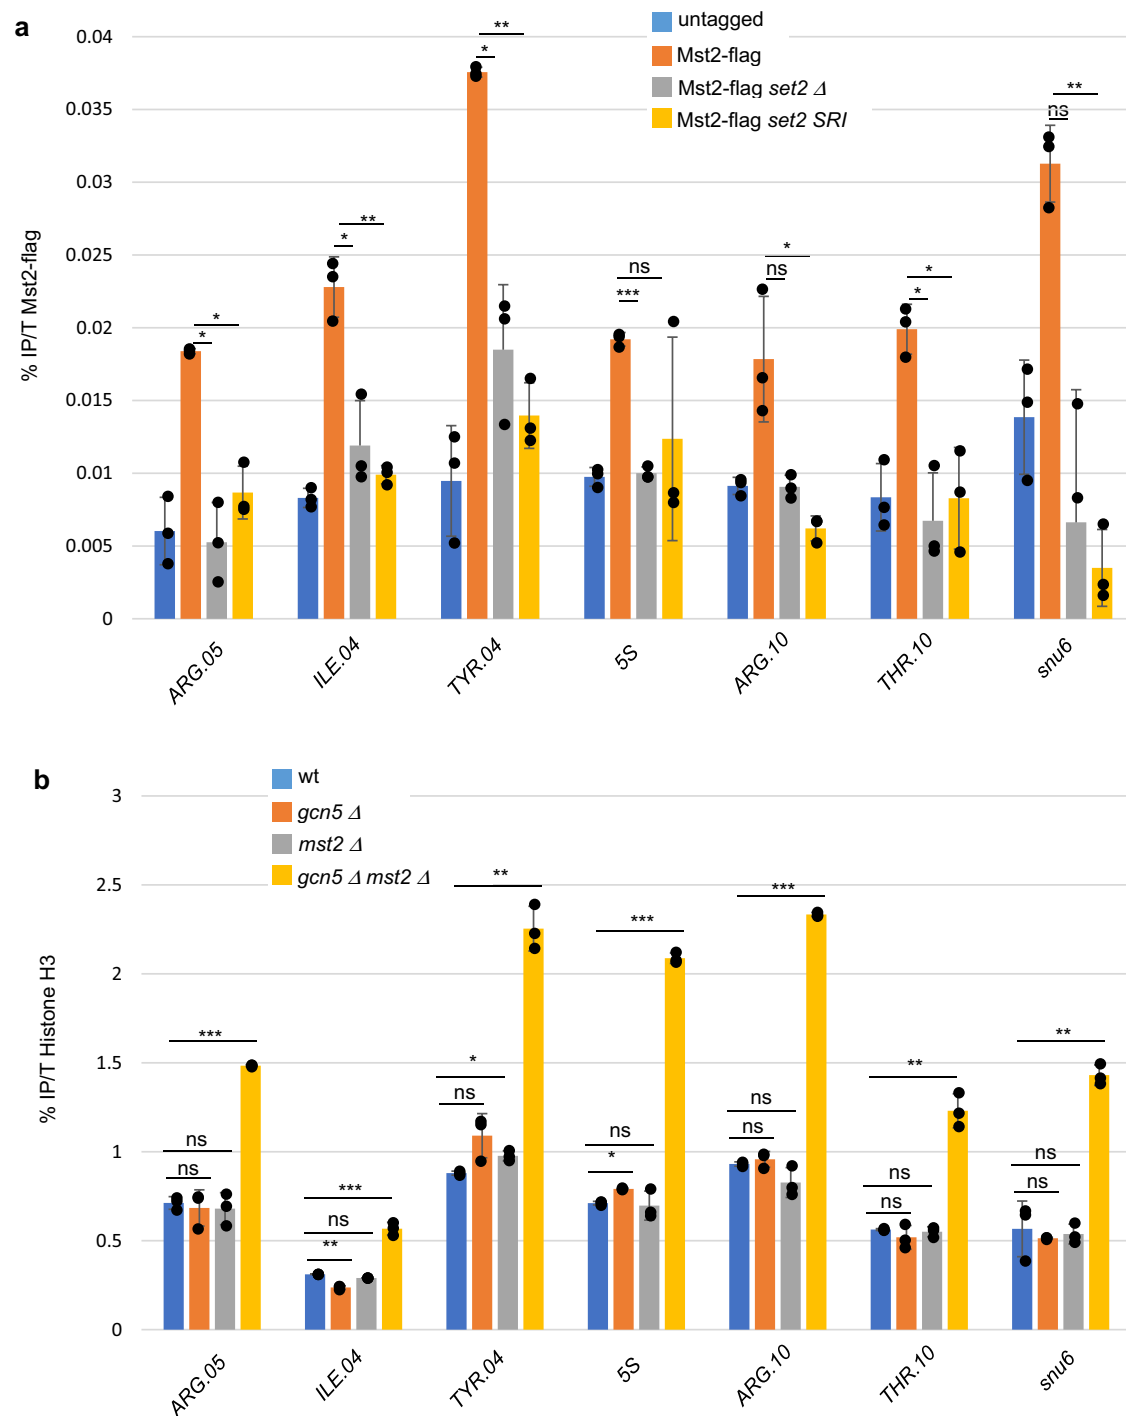 a
untagged
Mst2-flag
Mst2-flag set2 Δ
Mst2-flag set2 SRI
% IP/T Mst2-flag
0.04
0.035
0.03
0.025
0.02
0.015
0.01
0.005
0
* *
* **
* **
*** ns
ns *
* *
ns **
ARG.05 ILE.04 TYR.04 5S ARG.10 THR.10 snu6
b
wt
gcn5 Δ
mst2 Δ
gcn5 Δ mst2 Δ
% IP/T Histone H3
3
2.5
2
1.5
1
0.5
0
ns ns ***
** ns ***
ns * **
* ns ***
ns ns ***
ns ns **
ns ns **
ARG.05 ILE.04 TYR.04 5S ARG.10 THR.10 snu6